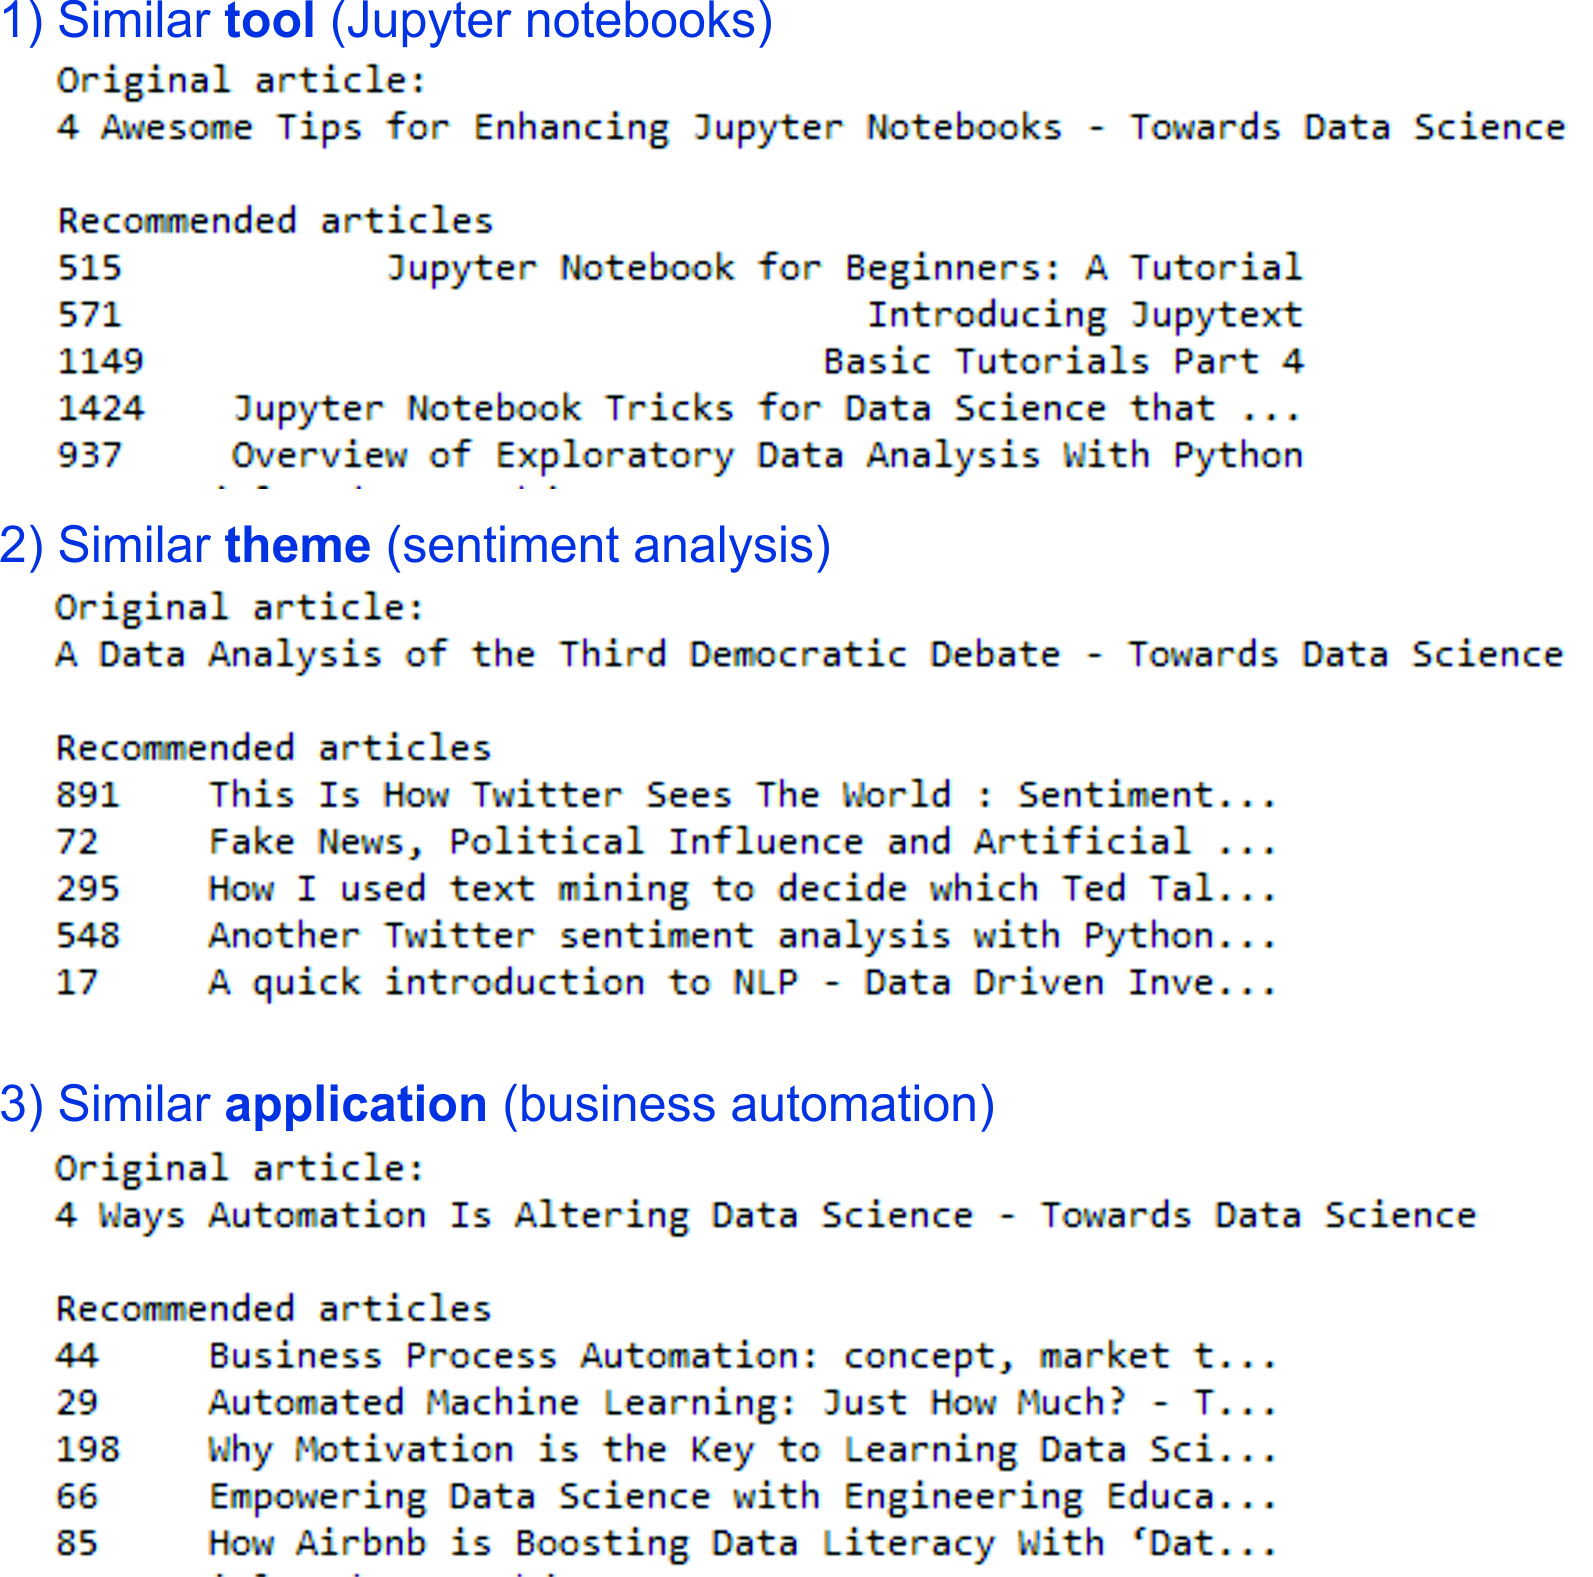 1) Similar tool (Jupyter notebooks)
Original article:
4 Awesome Tips for Enhancing Jupyter Notebooks - Towards Data Science
Recommended articles
515 Jupyter Notebook for Beginners: A Tutorial
571 Introducing Jupytext
1149 Basic Tutorials Part 4
1424 Jupyter Notebook Tricks for Data Science that ...
937 Overview of Exploratory Data Analysis With Python
2) Similar theme (sentiment analysis)
Original article:
A Data Analysis of the Third Democratic Debate - Towards Data Science
Recommended articles
891 This Is How Twitter Sees The World : Sentiment...
72 Fake News, Political Influence and Artificial ...
295 How I used text mining to decide which Ted Tal...
548 Another Twitter sentiment analysis with Python...
17 A quick introduction to NLP - Data Driven Inve...
3) Similar application (business automation)
Original article:
4 Ways Automation Is Altering Data Science - Towards Data Science
Recommended articles
44 Business Process Automation: concept, market t...
29 Automated Machine Learning: Just How Much? - T...
198 Why Motivation is the Key to Learning Data Sci...
66 Empowering Data Science with Engineering Educa...
85 How Airbnb is Boosting Data Literacy With ‘Dat...